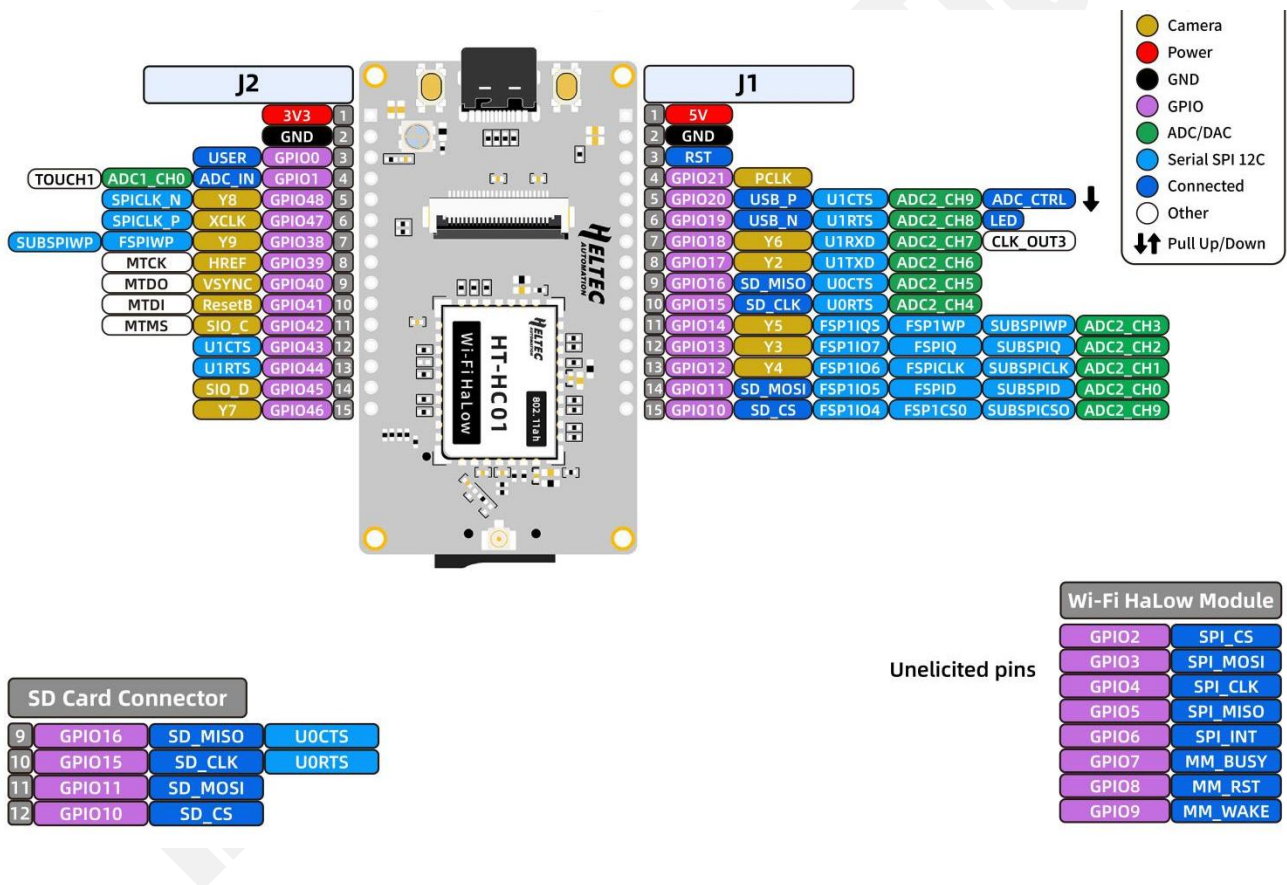 Camera
Power
GND
GPIO
ADC/DAC
Serial SPI 12C
Connected
Other
Pull Up/Down
J2
3V3 1
GND 2
USER GPIO0 3
TOUCH1 ADC1_CH0 ADC_IN GPIO1 4
SPICLK_N Y8 GPIO48 5
SPICLK_P XCLK GPIO47 6
SUBSPIWP FSPIWP Y9 GPIO38 7
MTCK HREF GPIO39 8
MTDO VSYNC GPIO40 9
MTDI ResetB GPIO41 10
MTMS SIO_C GPIO42 11
U1CTS GPIO43 12
U1RTS GPIO44 13
SIO_D GPIO45 14
Y7 GPIO46 15
HELTEC
AUTOMATION
HELTEC
AUTOMATION
HT-HC01
Wi-Fi HaLow
802.11ah
J1
1 5V
2 GND
3 RST
4 GPIO21 PCLK
5 GPIO20 USB_P U1CTS ADC2_CH9 ADC_CTRL
6 GPIO19 USB_N U1RTS ADC2_CH8 LED
7 GPIO18 Y6 U1RXD ADC2_CH7 CLK_OUT3
8 GPIO17 Y2 U1TXD ADC2_CH6
9 GPIO16 SD_MISO U0CTS ADC2_CH5
10 GPIO15 SD_CLK U0RTS ADC2_CH4
11 GPIO14 Y5 FSP1IQS FSP1WP SUBSPIWP ADC2_CH3
12 GPIO13 Y3 FSP1IO7 FSPIQ SUBSPIQ ADC2_CH2
13 GPIO12 Y4 FSP1IO6 FSPICLK SUBSPICLK ADC2_CH1
14 GPIO11 SD_MOSI FSP1IO5 FSPID SUBSPID ADC2_CH0
15 GPIO10 SD_CS FSP1IO4 FSP1CS0 SUBSPICSO ADC2_CH9
SD Card Connector
9 GPIO16 SD_MISO U0CTS
10 GPIO15 SD_CLK U0RTS
11 GPIO11 SD_MOSI
12 GPIO10 SD_CS
Unelicited pins
Wi-Fi HaLow Module
GPIO2 SPI_CS
GPIO3 SPI_MOSI
GPIO4 SPI_CLK
GPIO5 SPI_MISO
GPIO6 SPI_INT
GPIO7 MM_BUSY
GPIO8 MM_RST
GPIO9 MM_WAKE